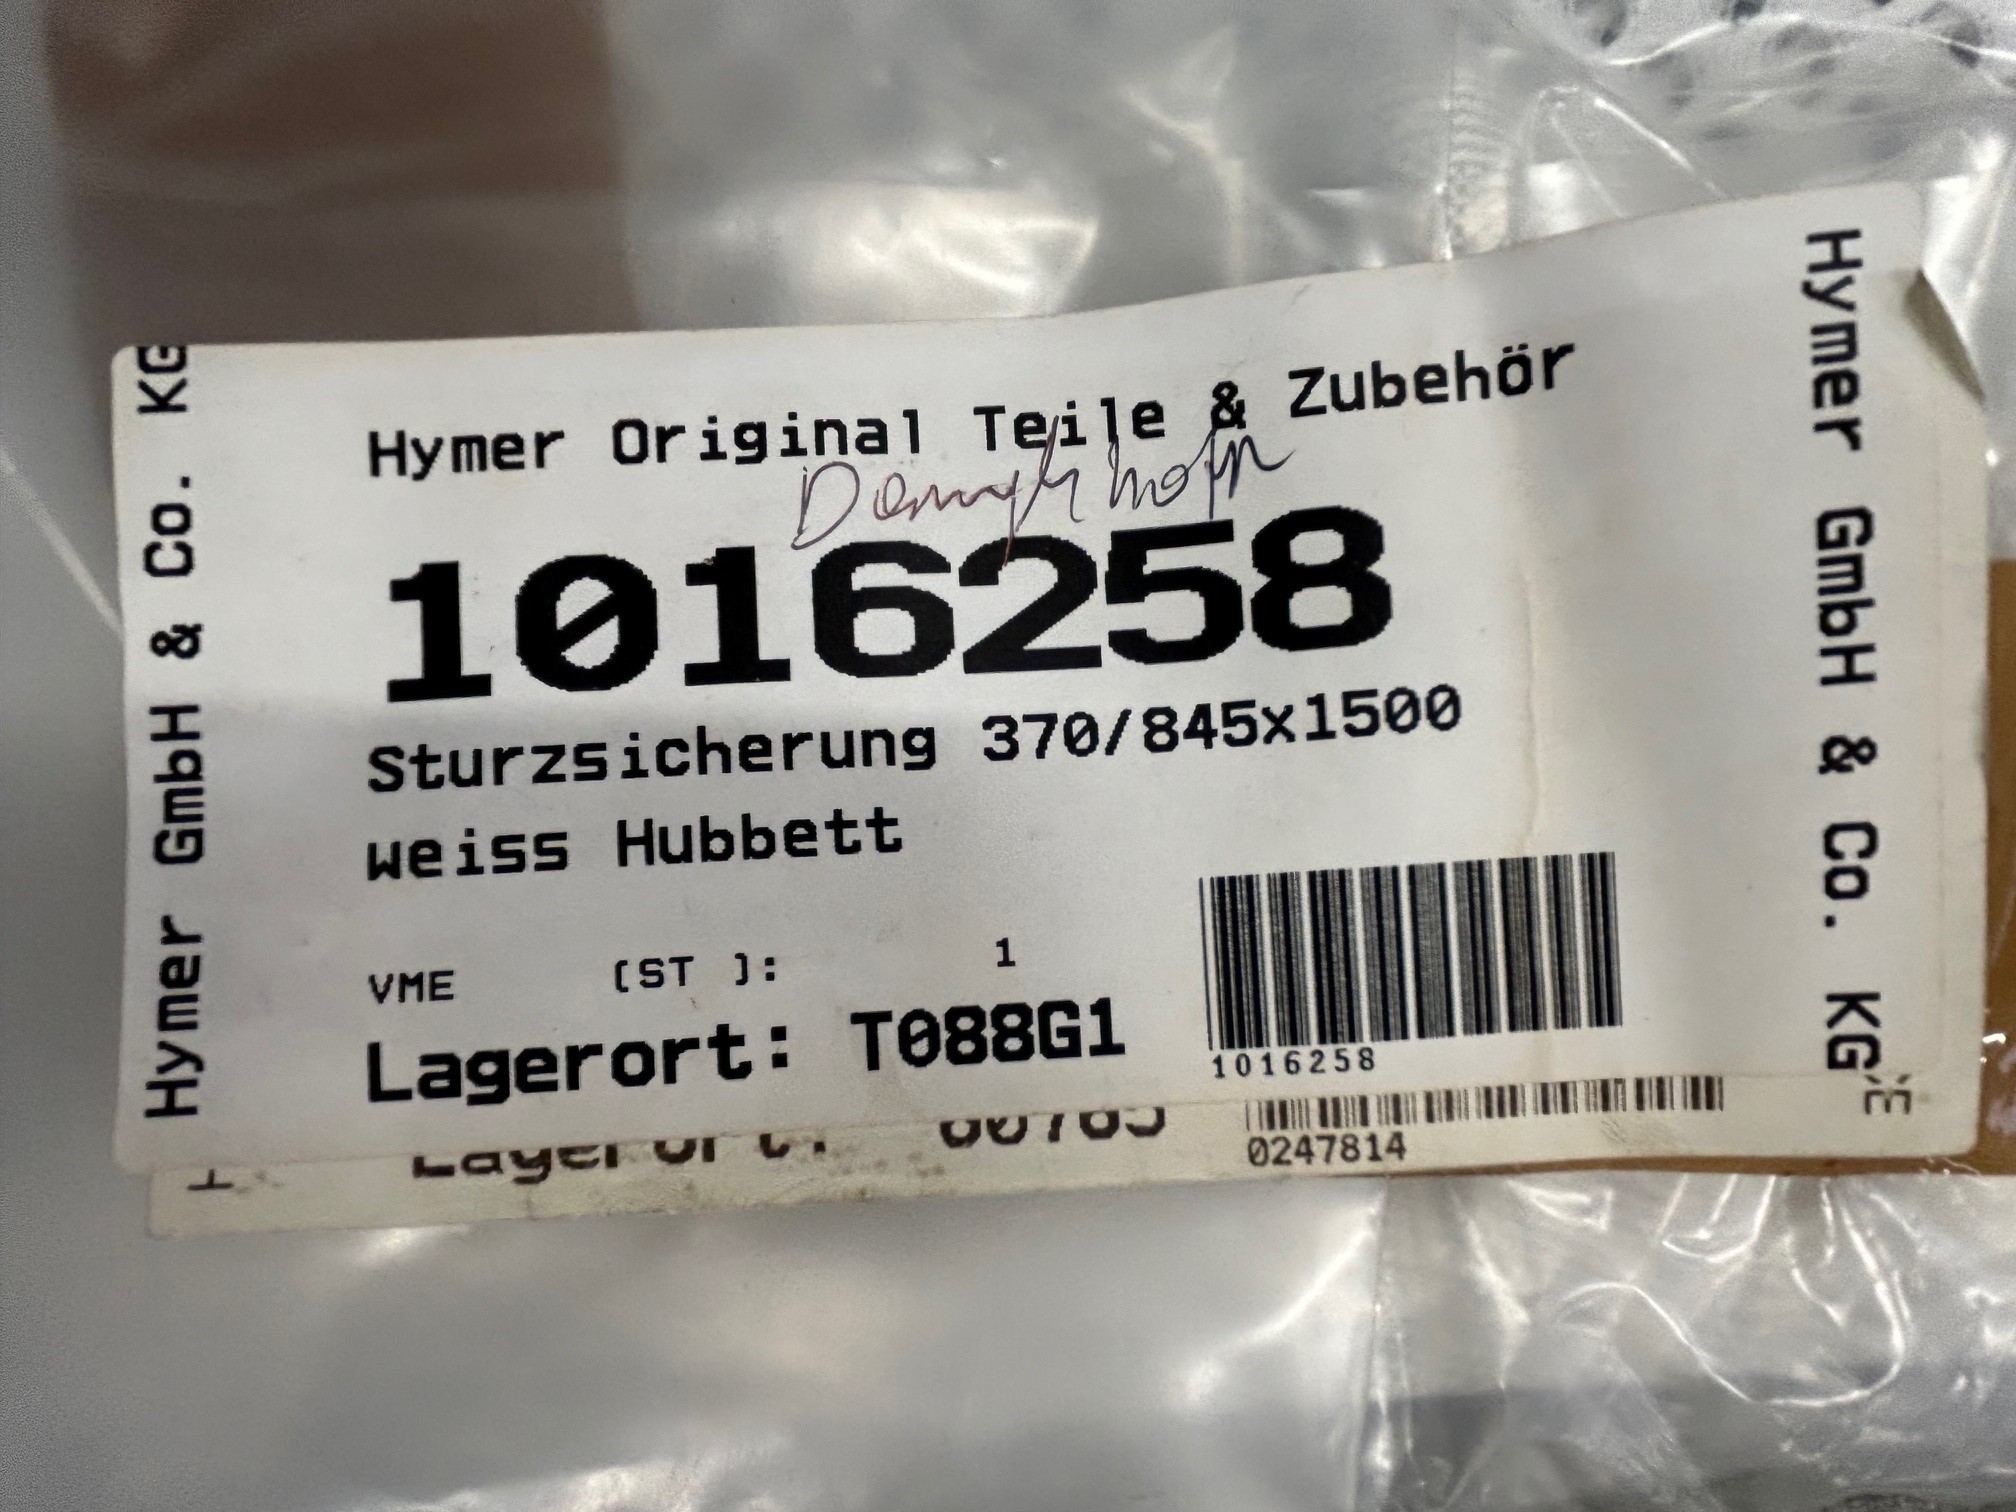 Hymer GmbH & Co. KG
Hymer Original Teile & Zubehör
1016258
Sturzsicherung 370/845x1500
Weiss Hubbett
VME [ST ]: 1
Lagerort: T088G1
1016258
Hymer GmbH & Co. KG
Lagerort:
0247814